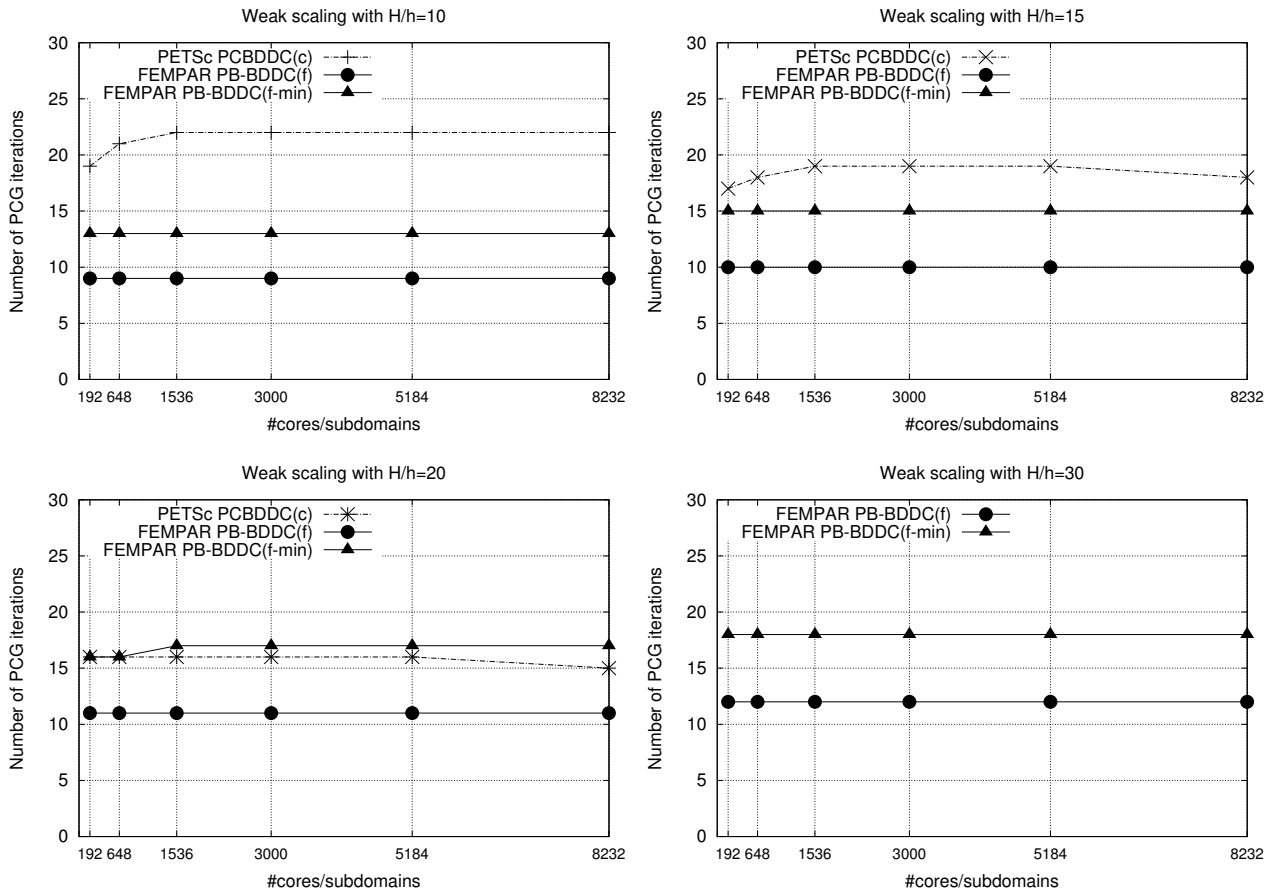 Weak scaling with H/h=10
Number of PCG iterations
30
25
20
15
10
5
0
PETSc PCBDDC(c)
FEMPAR PB-BDDC(f)
FEMPAR PB-BDDC(f-min)
192 648 1536 3000 5184 8232
#cores/subdomains
Weak scaling with H/h=15
Number of PCG iterations
30
25
20
15
10
5
0
PETSc PCBDDC(c)
FEMPAR PB-BDDC(f)
FEMPAR PB-BDDC(f-min)
192 648 1536 3000 5184 8232
#cores/subdomains
Weak scaling with H/h=20
Number of PCG iterations
30
25
20
15
10
5
0
PETSc PCBDDC(c)
FEMPAR PB-BDDC(f)
FEMPAR PB-BDDC(f-min)
192 648 1536 3000 5184 8232
#cores/subdomains
Weak scaling with H/h=30
Number of PCG iterations
30
25
20
15
10
5
0
FEMPAR PB-BDDC(f)
FEMPAR PB-BDDC(f-min)
192 648 1536 3000 5184 8232
#cores/subdomains